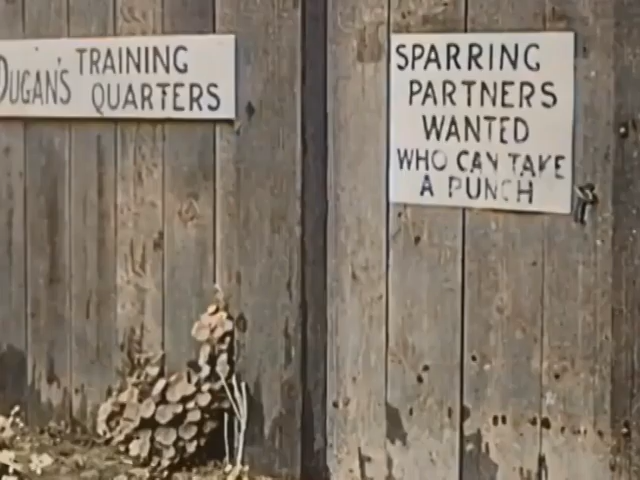 DUGAN'S TRAINING
QUARTERS
SPARRING
PARTNERS
WANTED
WHO CAN TAKE
A PUNCH